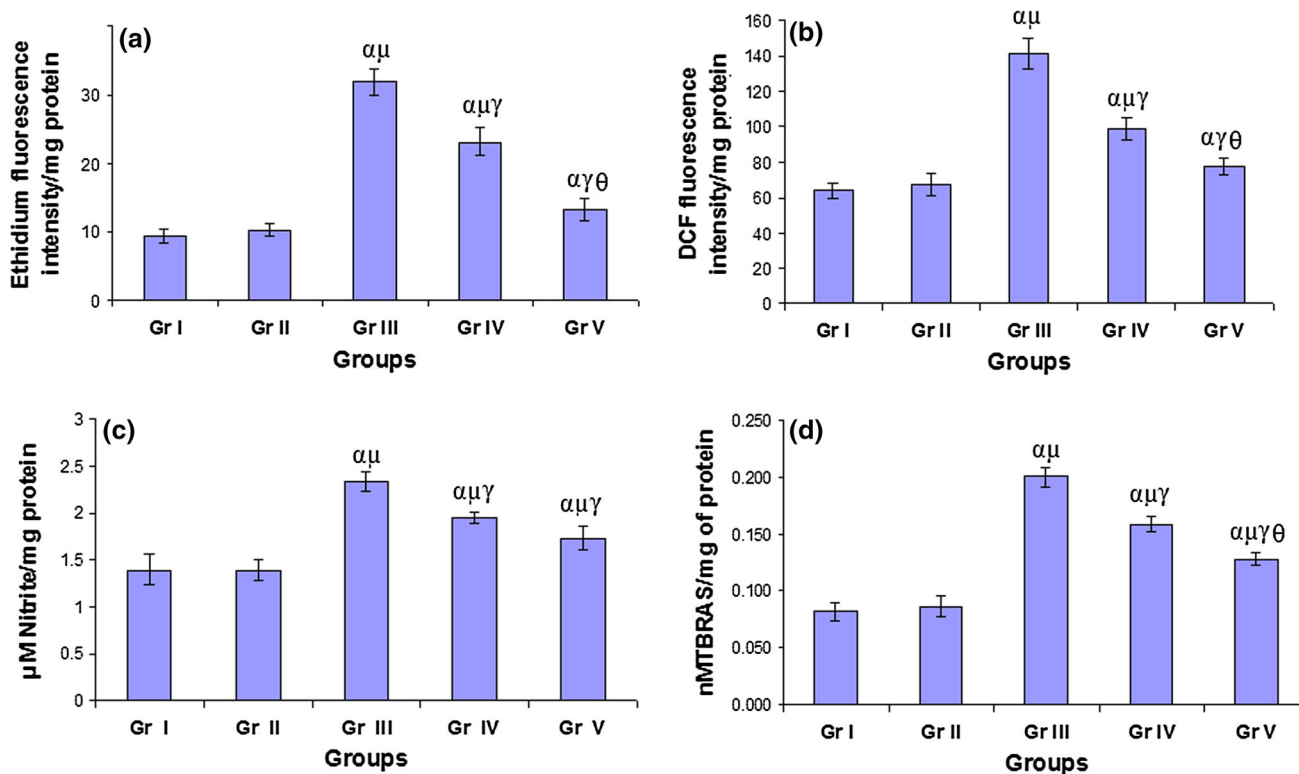 (a)
Ethidium fluorescence
intensity/mg protein
30
20
10
0
αμ
αμγ
αγθ
Gr I Gr II Gr III Gr IV Gr V
Groups
(b)
DCF fluorescence
intensity/mg protein
160
140
120
100
80
60
40
20
0
αμ
αμγ
αγθ
Gr I Gr II Gr III Gr IV Gr V
Groups
(c)
μM Nitrite/mg protein
3
2.5
2
1.5
1
0.5
0
αμ
αμγ
αμγ
Gr I Gr II Gr III Gr IV Gr V
Groups
(d)
nMTBRAS/mg of protein
0.250
0.200
0.150
0.100
0.050
0.000
αμ
αμγ
αμγθ
Gr I Gr II Gr III Gr IV Gr V
Groups